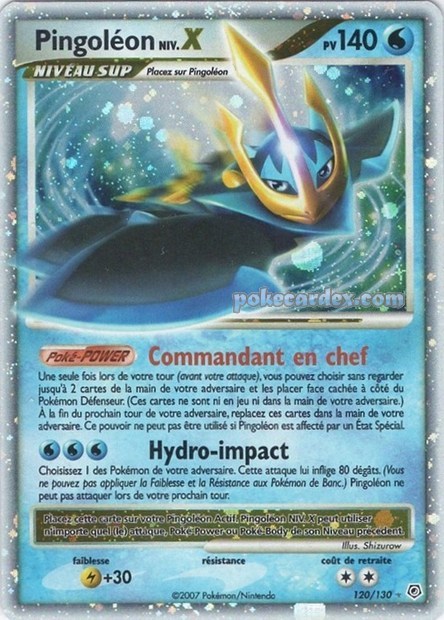 Pingoléon NIV. X PV 140
NIVEAU SUP Placez sur Pingoléon
pokecardex.com
Poké-POWER Commandant en chef
Une seule fois lors de votre tour (avant votre attaque), vous pouvez choisir sans regarder
jusqu'à 2 cartes de la main de votre adversaire et les placer face cachée à côté du
Pokémon Défenseur. (Ces cartes ne sont ni en jeu ni dans la main de votre adversaire.)
À la fin du prochain tour de votre adversaire, replacez ces cartes dans la main de votre
adversaire. Ce pouvoir ne peut pas être utilisé si Pingoléon est affecté par un État Spécial.
Hydro-impact
Choisissez 1 des Pokémon de votre adversaire. Cette attaque lui inflige 80 dégâts. (Vous
ne pouvez pas appliquer la Faiblesse et la Résistance aux Pokémon de Banc.) Pingoléon ne
peut pas attaquer lors de votre prochain tour.
Placez cette carte sur votre Pingoléon Actif. Pingoléon NIV. X peut utiliser
n'importe quel (le) attaque, Poké-Power ou Poké-Body de son Niveau précédent.
Illus. Shizurow
faiblesse résistance coût de retraite
+30
©2007 Pokémon/Nintendo 120/130